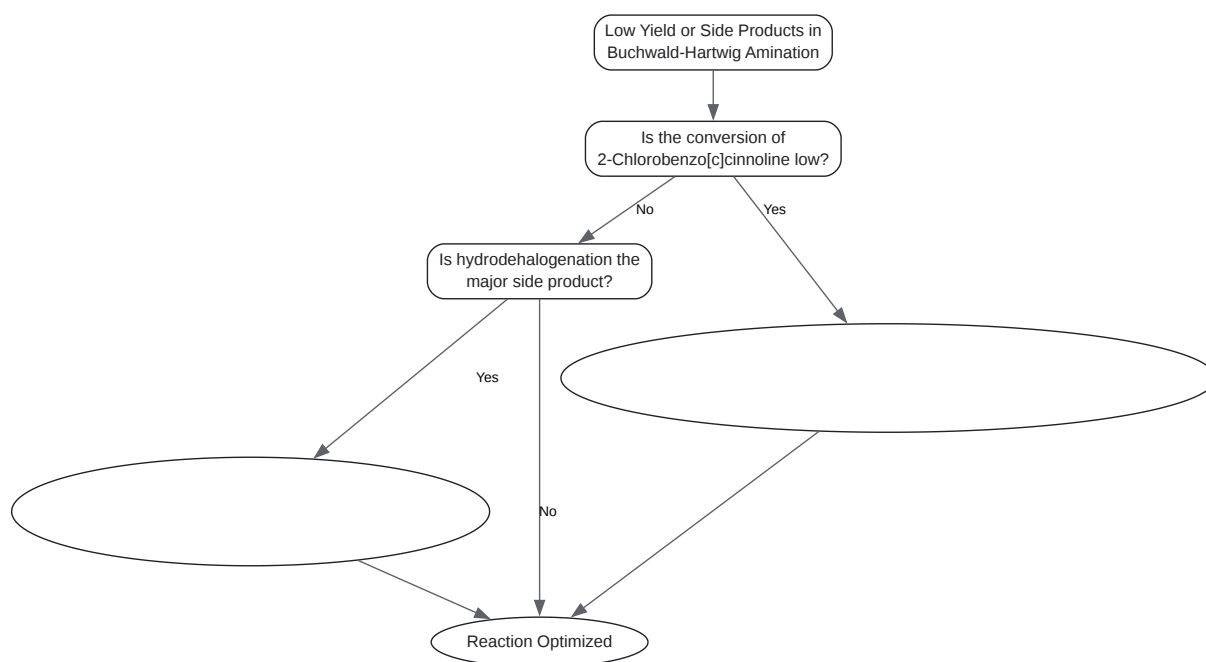 Low Yield or Side Products in
Buchwald-Hartwig Amination
Is the conversion of
2-Chlorobenzo[c]cinnoline low?
No
Yes
Is hydrodehalogenation the
major side product?
Yes
No
Reaction Optimized